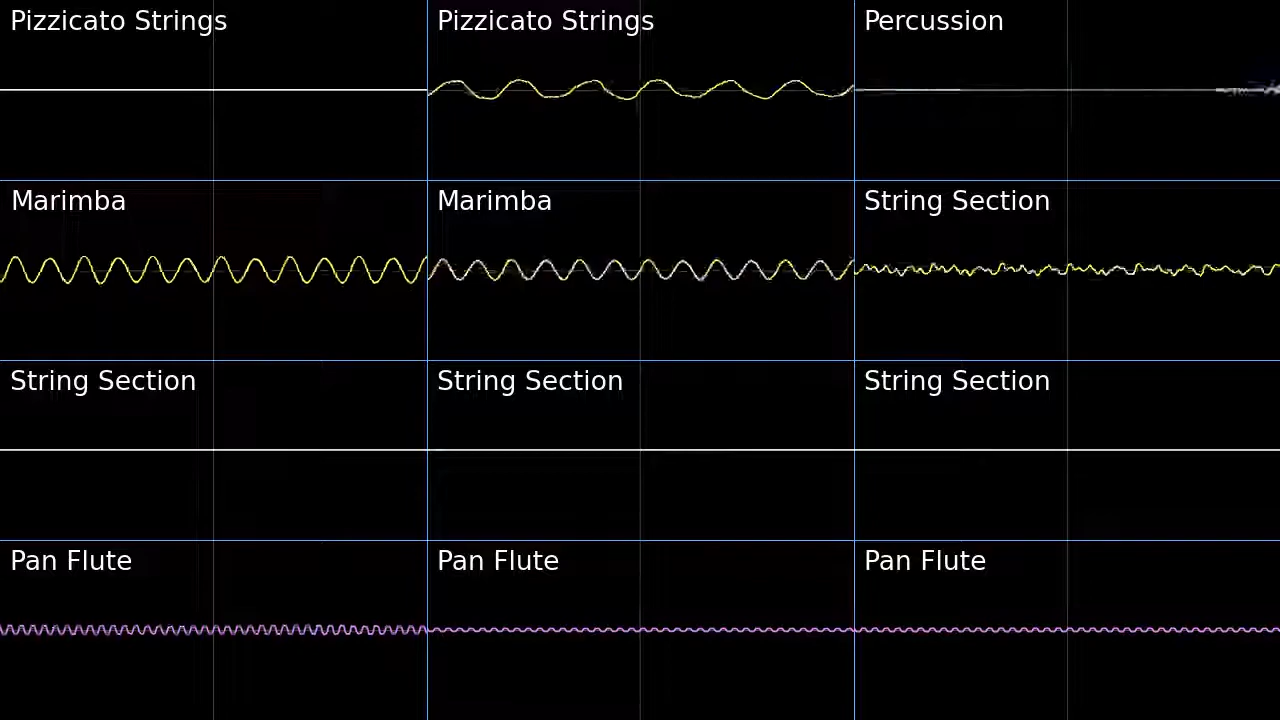 Pizzicato Strings
Pizzicato Strings
Percussion
Marimba
Marimba
String Section
String Section
String Section
String Section
Pan Flute
Pan Flute
Pan Flute